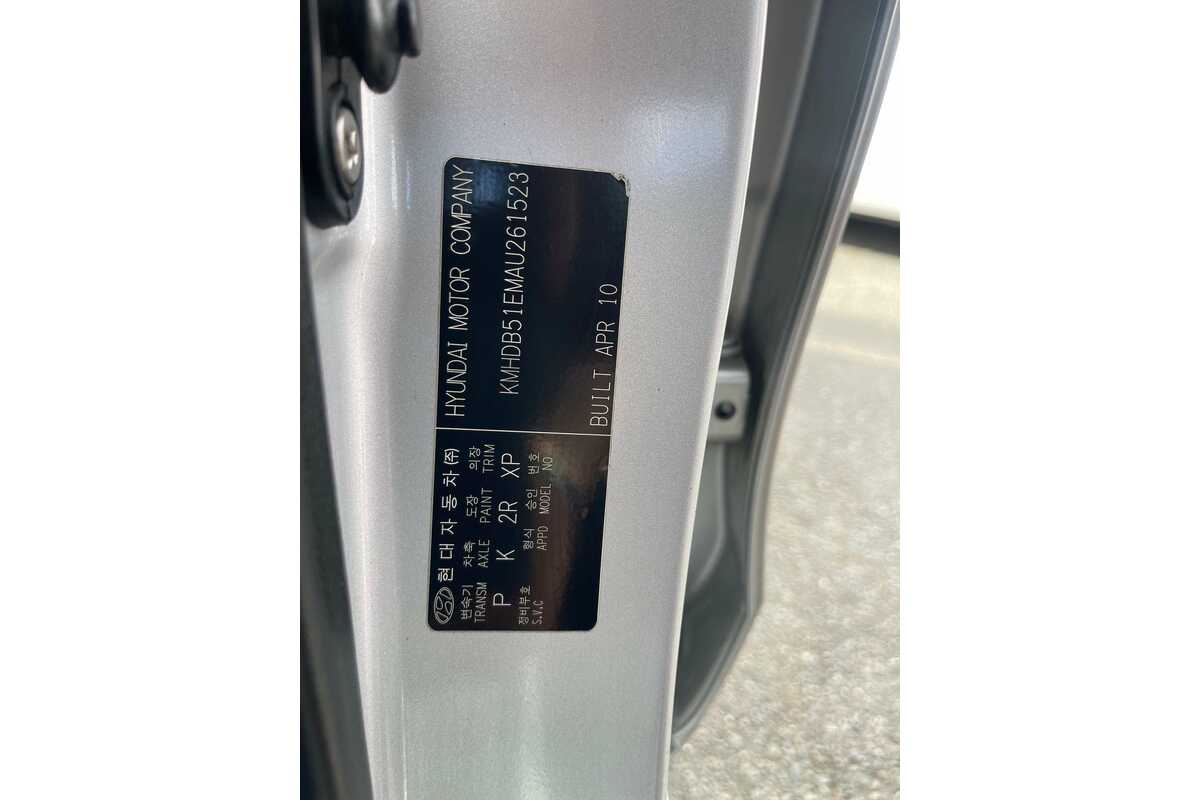 현대자동차(주)
변속기 차축 도장 의장
TRANSM AXLE PAINT TRIM
P K 2R XP
정비부호 형식 승인 번호
S.V.C APPD MODEL NO
HYUNDAI MOTOR COMPANY
KMHDB51EMAU261523
BUILT APR 10